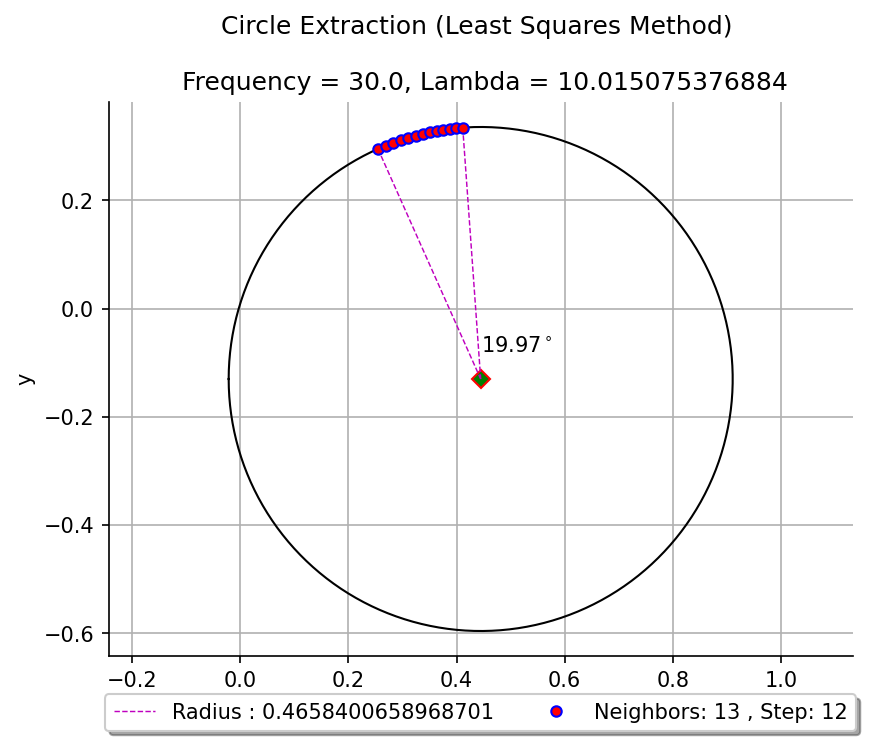 Circle Extraction (Least Squares Method)
Frequency = 30.0, Lambda = 10.015075376884
0.2
0.0
−0.2
−0.4
−0.6
y
19.97°
−0.2 0.0 0.2 0.4 0.6 0.8 1.0
Radius : 0.4658400658968701 Neighbors: 13 , Step: 12